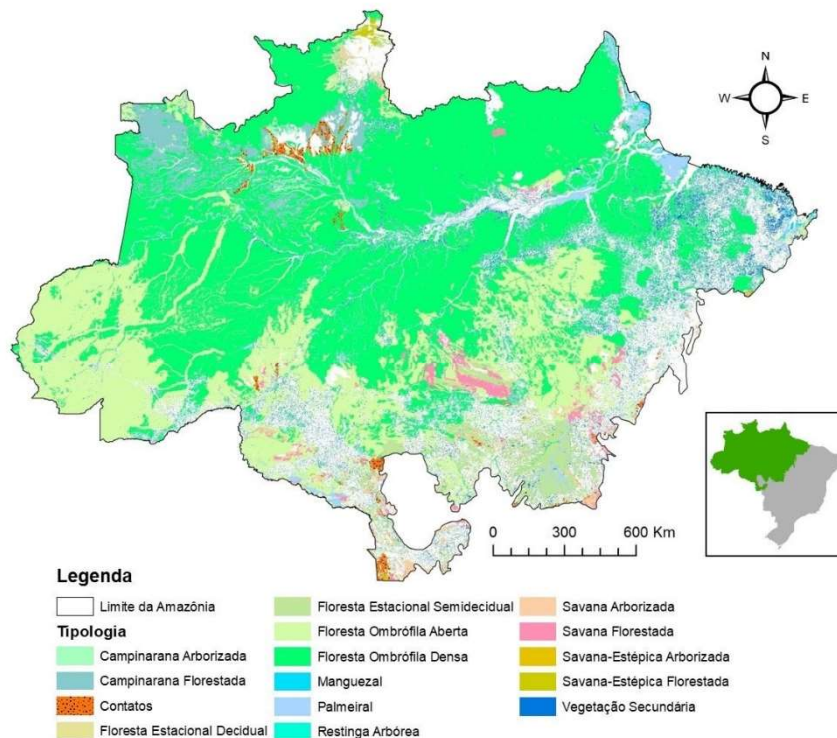 N
W E
S
0 300 600 Km
Legenda
Limite da Amazônia
Tipologia
Campinarana Arborizada
Campinarana Florestada
Contatos
Floresta Estacional Decidual
Floresta Estacional Semidecidual
Floresta Ombrófila Aberta
Floresta Ombrófila Densa
Manguezal
Palmeiral
Restinga Arbórea
Savana Arborizada
Savana Florestada
Savana-Estépica Arborizada
Savana-Estépica Florestada
Vegetação Secundária